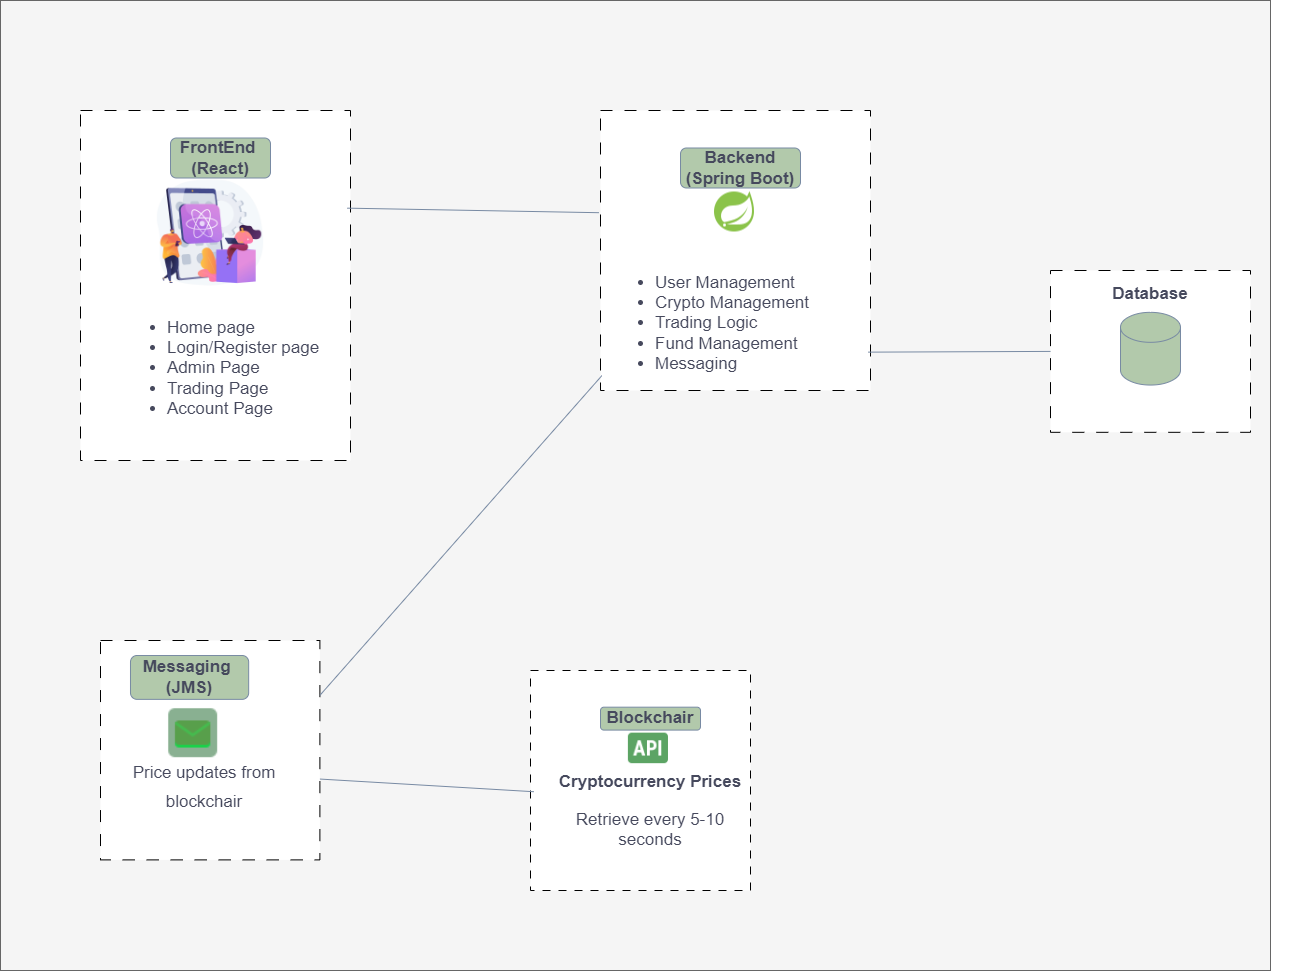 FrontEnd
(React)
Home page
Login/Register page
Admin Page
Trading Page
Account Page
Backend
(Spring Boot)
User Management
Crypto Management
Trading Logic
Fund Management
Messaging
Database
Messaging
(JMS)
Price updates from
blockchair
Blockchair
API
Cryptocurrency Prices
Retrieve every 5-10
seconds